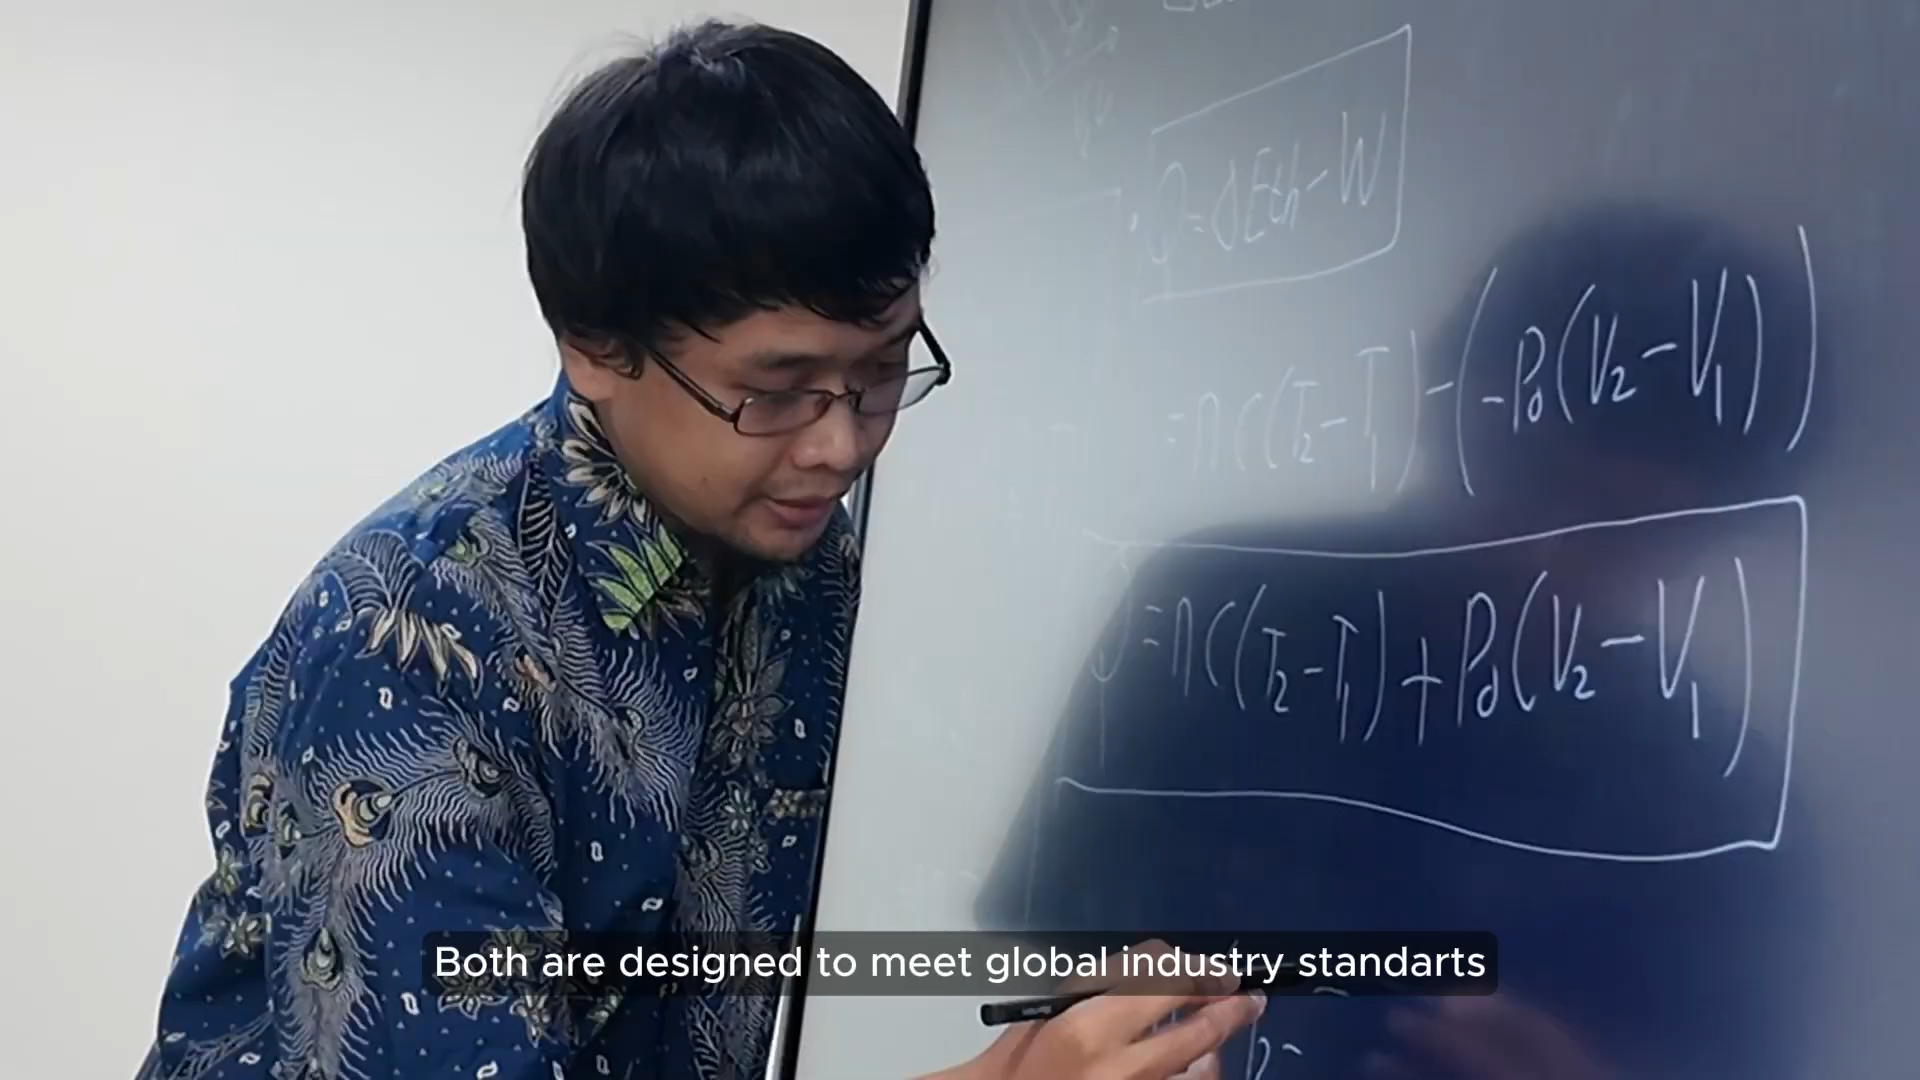 Q=ΔEth-W
=nC(T₂-T₁)-(-P₀(V₂-V₁))
Q=nC(T₂-T₁)+P₀(V₂-V₁)
Both are designed to meet global industry standarts